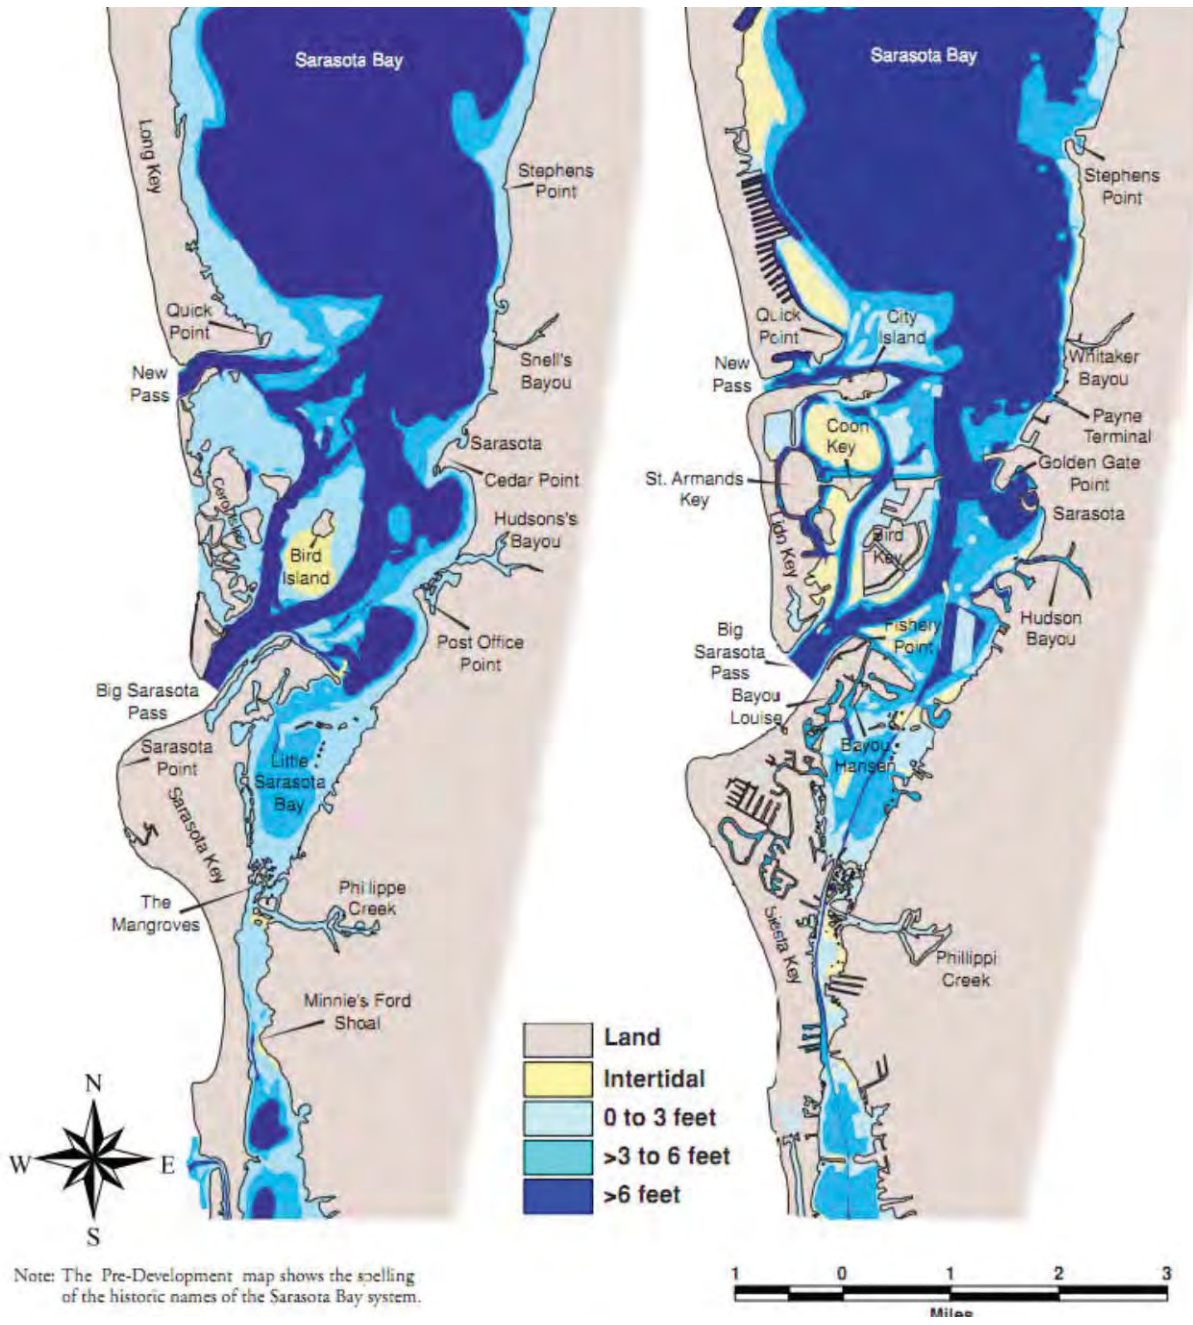 Sarasota Bay
Long Key
Stephens
Point
Quick
Point
New
Pass
Snell's
Bayou
Sarasota
Cedar Point
Hudsons's
Bayou
Bird
Island
Post Office
Point
Big Sarasota
Pass
Sarasota
Point
Little
Sarasota
Bay
Sarasota Key
The
Mangroves
Philippe
Creek
Minnie's Ford
Shoal
N
W
E
S
Note: The Pre-Development map shows the spelling
of the historic names of the Sarasota Bay system.
Sarasota Bay
Stephens
Point
Quick
Point
City
Island
New
Pass
Whitaker
Bayou
Payne
Terminal
Coon
Key
St. Armands
Key
Golden Gate
Point
Sarasota
Lido Key
Bird
Key
Hudson
Bayou
Big
Sarasota
Pass
Fishery
Point
Bayou
Louise
Bayou
Hansen
Siesta Key
Phillippi
Creek
Land
Intertidal
0 to 3 feet
>3 to 6 feet
>6 feet
1 0 1 2 3
Miles